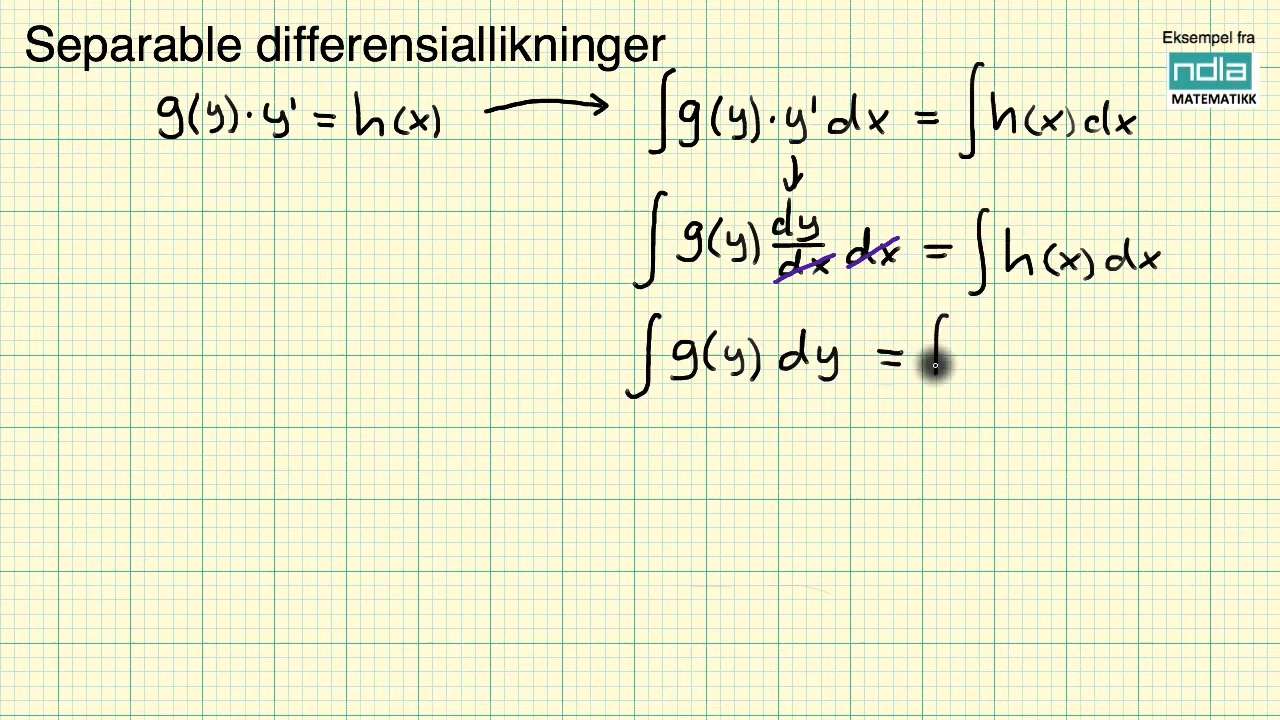 Separable differensiallikninger
Eksempel fra
ndla
MATEMATIKK
g(y)·y' = h(x) → ∫g(y)·y'dx = ∫h(x)dx
↓
∫g(y) dy/dx dx = ∫h(x)dx
∫g(y) dy = ∫